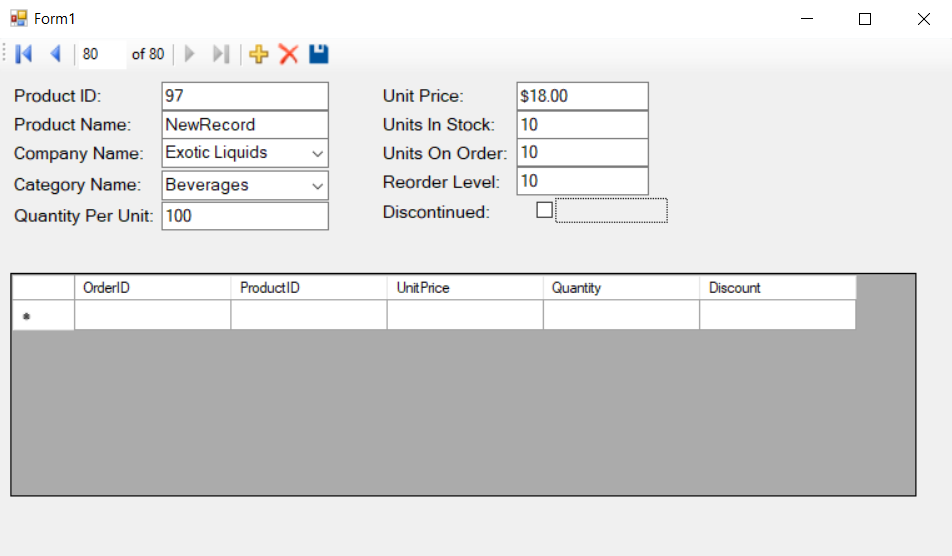 Form1
80 of 80
Product ID: 97
Product Name: NewRecord
Company Name: Exotic Liquids
Category Name: Beverages
Quantity Per Unit: 100
Unit Price: $18.00
Units In Stock: 10
Units On Order: 10
Reorder Level: 10
Discontinued:
OrderID ProductID UnitPrice Quantity Discount